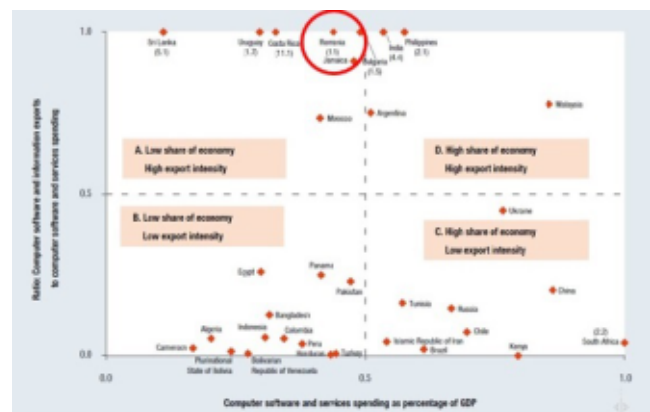 1.0
Sri Lanka
(5.1)
Uruguay
(1.7)
Costa Rica
(11.1)
Romania
(1.1)
Jamaica
Bulgaria
(1.5)
India
(4.4)
Philippines
(2.1)
Morocco
Argentina
Malaysia
A. Low share of economy
High export intensity
D. High share of economy
High export intensity
0.5
B. Low share of economy
Low export intensity
Ukraine
C. High share of economy
Low export intensity
Egypt
Panama
Pakistan
China
Tunisia
Russia
Bangladesh
Algeria
Indonesia
Colombia
Chile
(2.2)
South Africa
Cameroon
Peru
Islamic Republic of Iran
Honduras
Turkey
Brazil
Kenya
Plurinational
State of Bolivia
Bolivarian
Republic of Venezuela
0.0
0.0
0.5
1.0
Ratio: Computer software and information exports
to computer software and services spending
Computer software and services spending as percentage of GDP